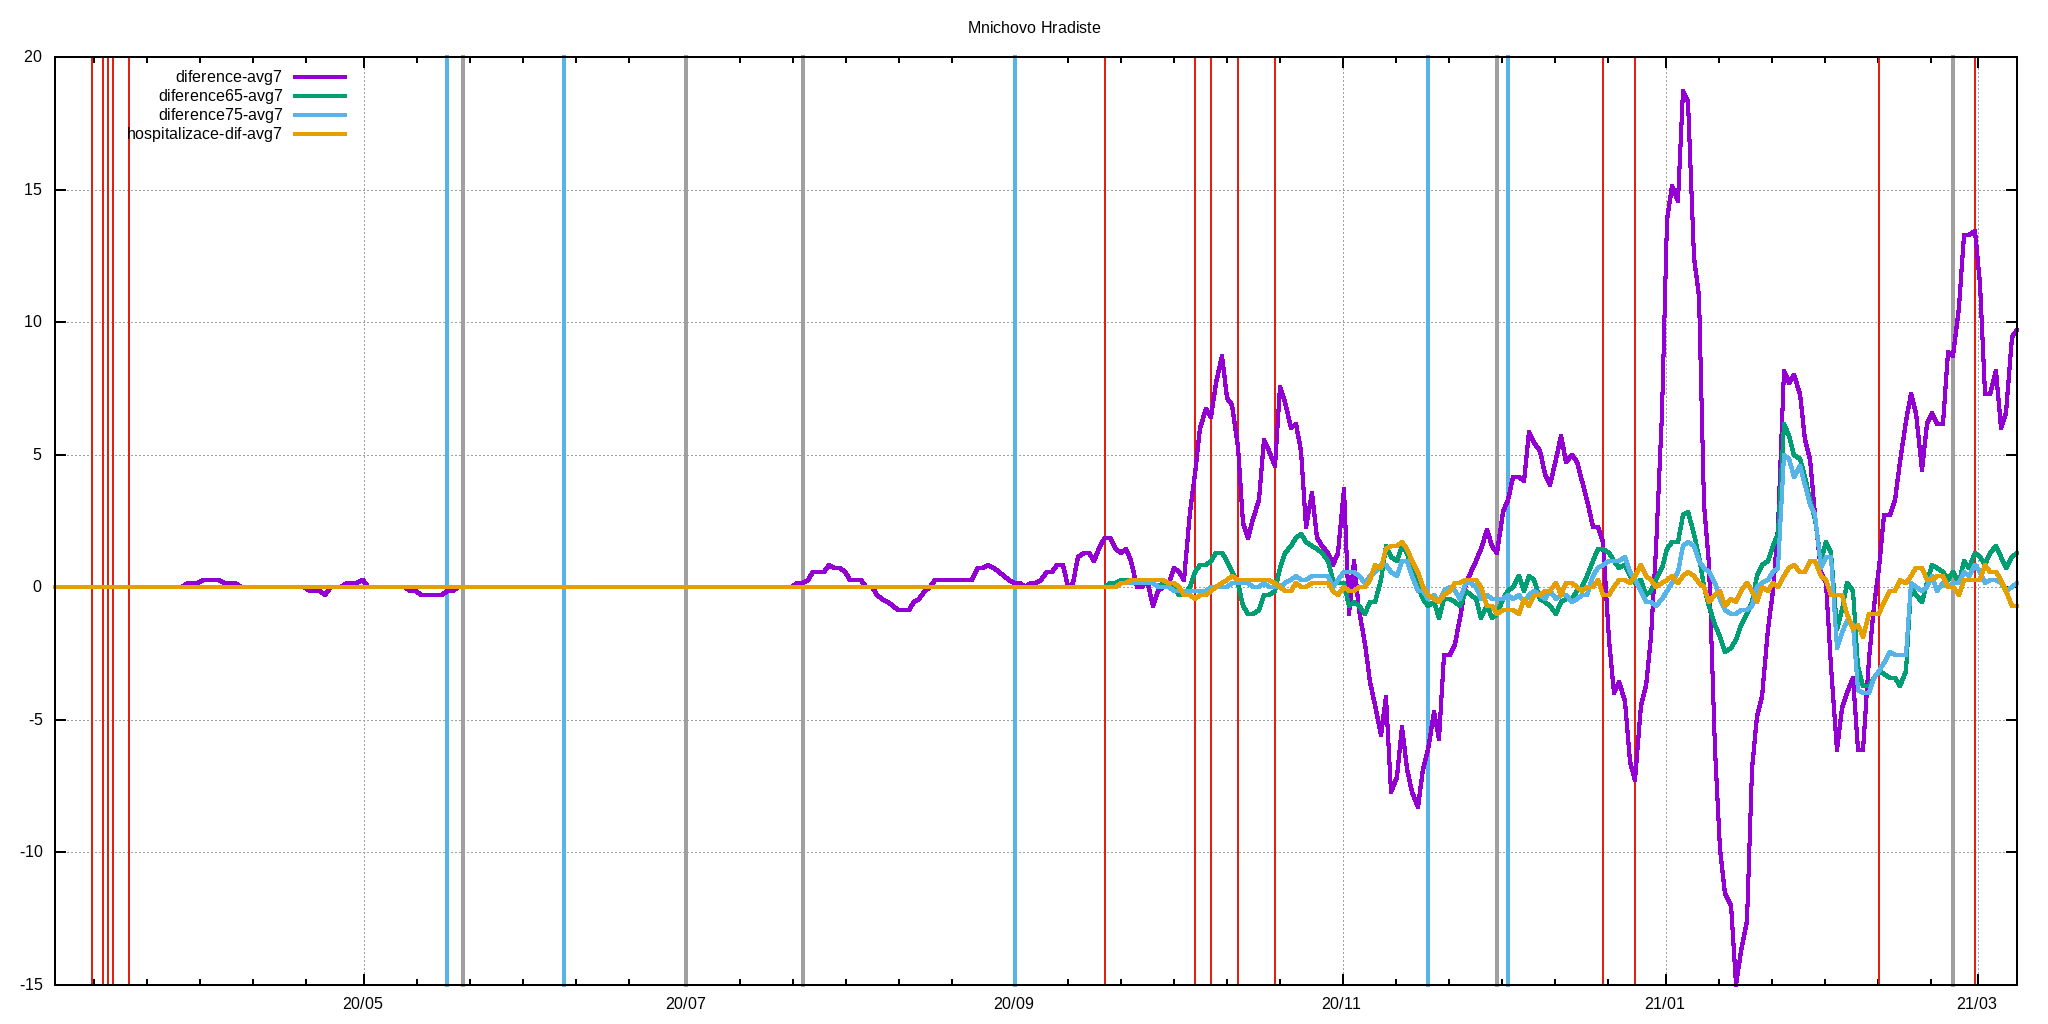 Mnichovo Hradiste
20
diference-avg7
diference65-avg7
diference75-avg7
hospitalizace-dif-avg7
15
10
5
0
-5
-10
-15
20/05 20/07 20/09 20/11 21/01 21/03